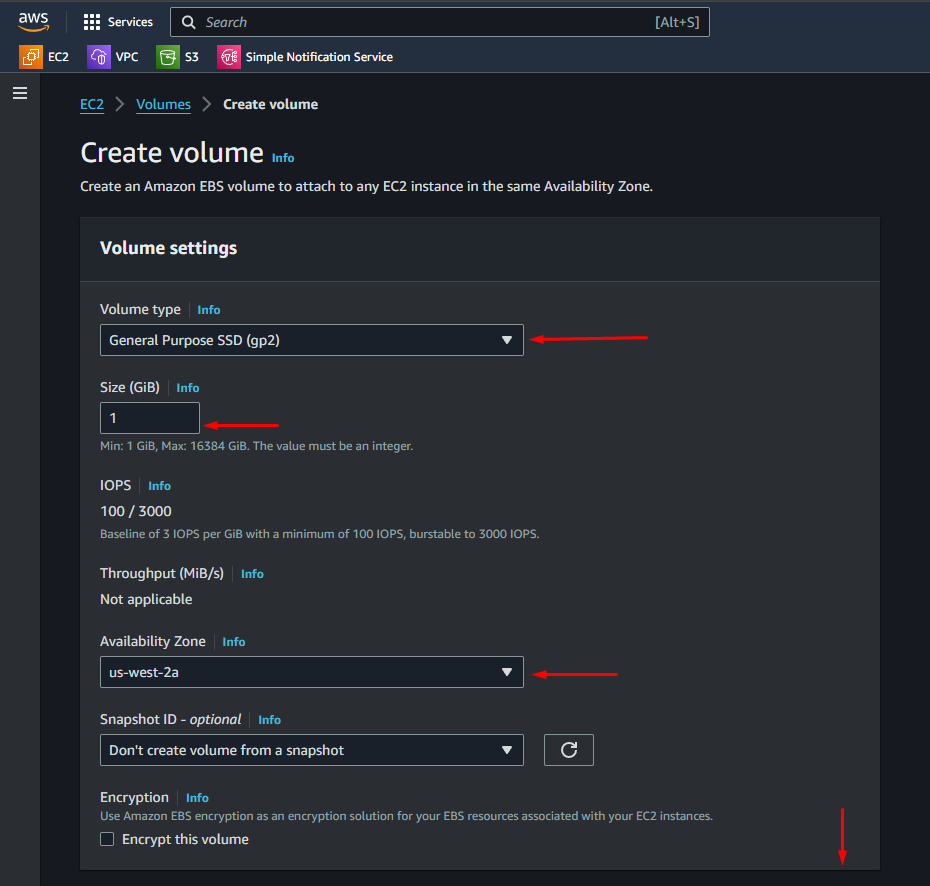 aws Services Search [Alt+S]
EC2 VPC S3 Simple Notification Service
EC2 Volumes Create volume
Create volume Info
Create an Amazon EBS volume to attach to any EC2 instance in the same Availability Zone.
Volume settings
Volume type Info
General Purpose SSD (gp2)
Size (GiB) Info
1
Min: 1 GiB, Max: 16384 GiB. The value must be an integer.
IOPS Info
100 / 3000
Baseline of 3 IOPS per GiB with a minimum of 100 IOPS, burstable to 3000 IOPS.
Throughput (MiB/s) Info
Not applicable
Availability Zone Info
us-west-2a
Snapshot ID - optional Info
Don't create volume from a snapshot
Encryption Info
Use Amazon EBS encryption as an encryption solution for your EBS resources associated with your EC2 instances.
Encrypt this volume